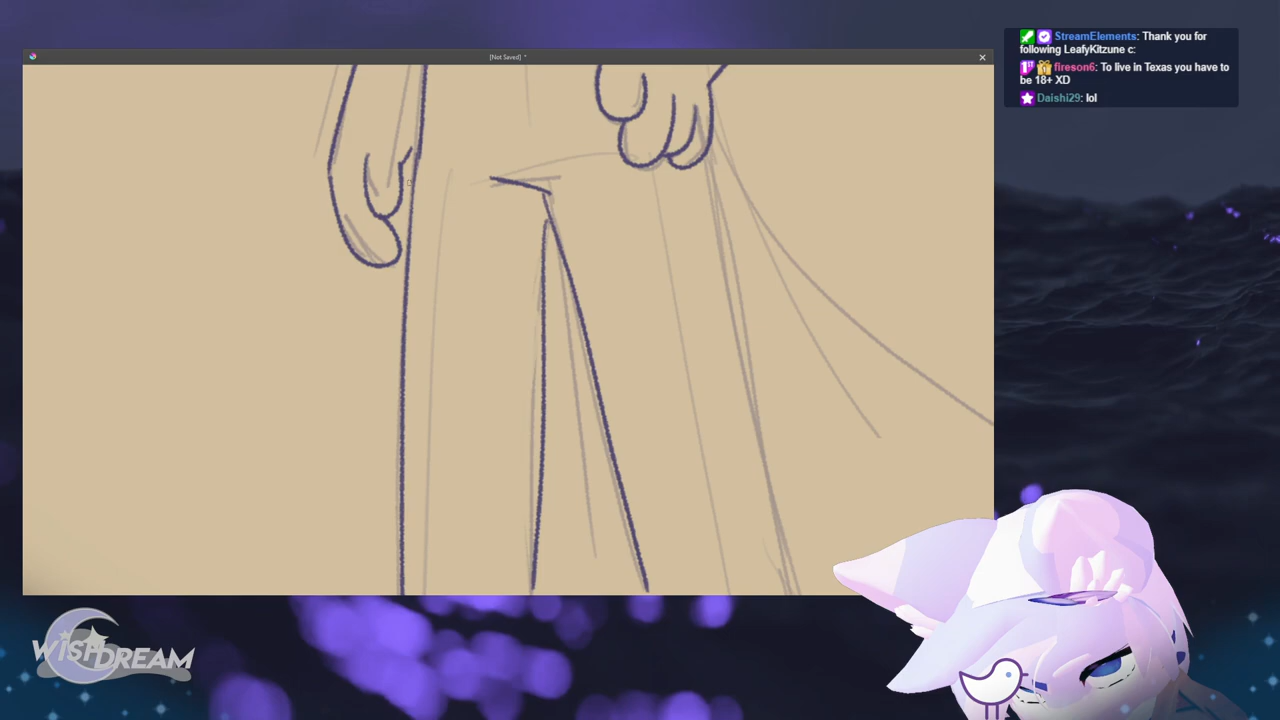 [Not Saved] *
StreamElements: Thank you for
following LeafyKitzune c:
fireson6: To live in Texas you have to
be 18+ XD
Daishi29: lol
WISHDREAM